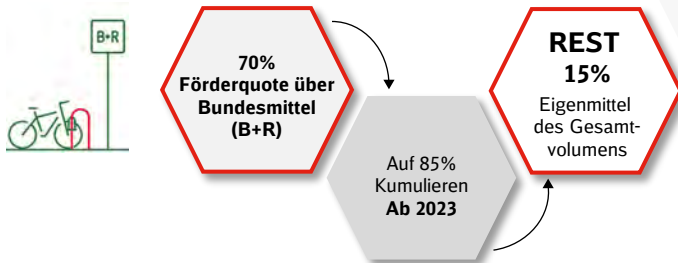 B+R
70%
Förderquote über
Bundesmittel
(B+R)
Auf 85%
Kumulieren
Ab 2023
REST
15%
Eigenmittel
des Gesamt-
volumens